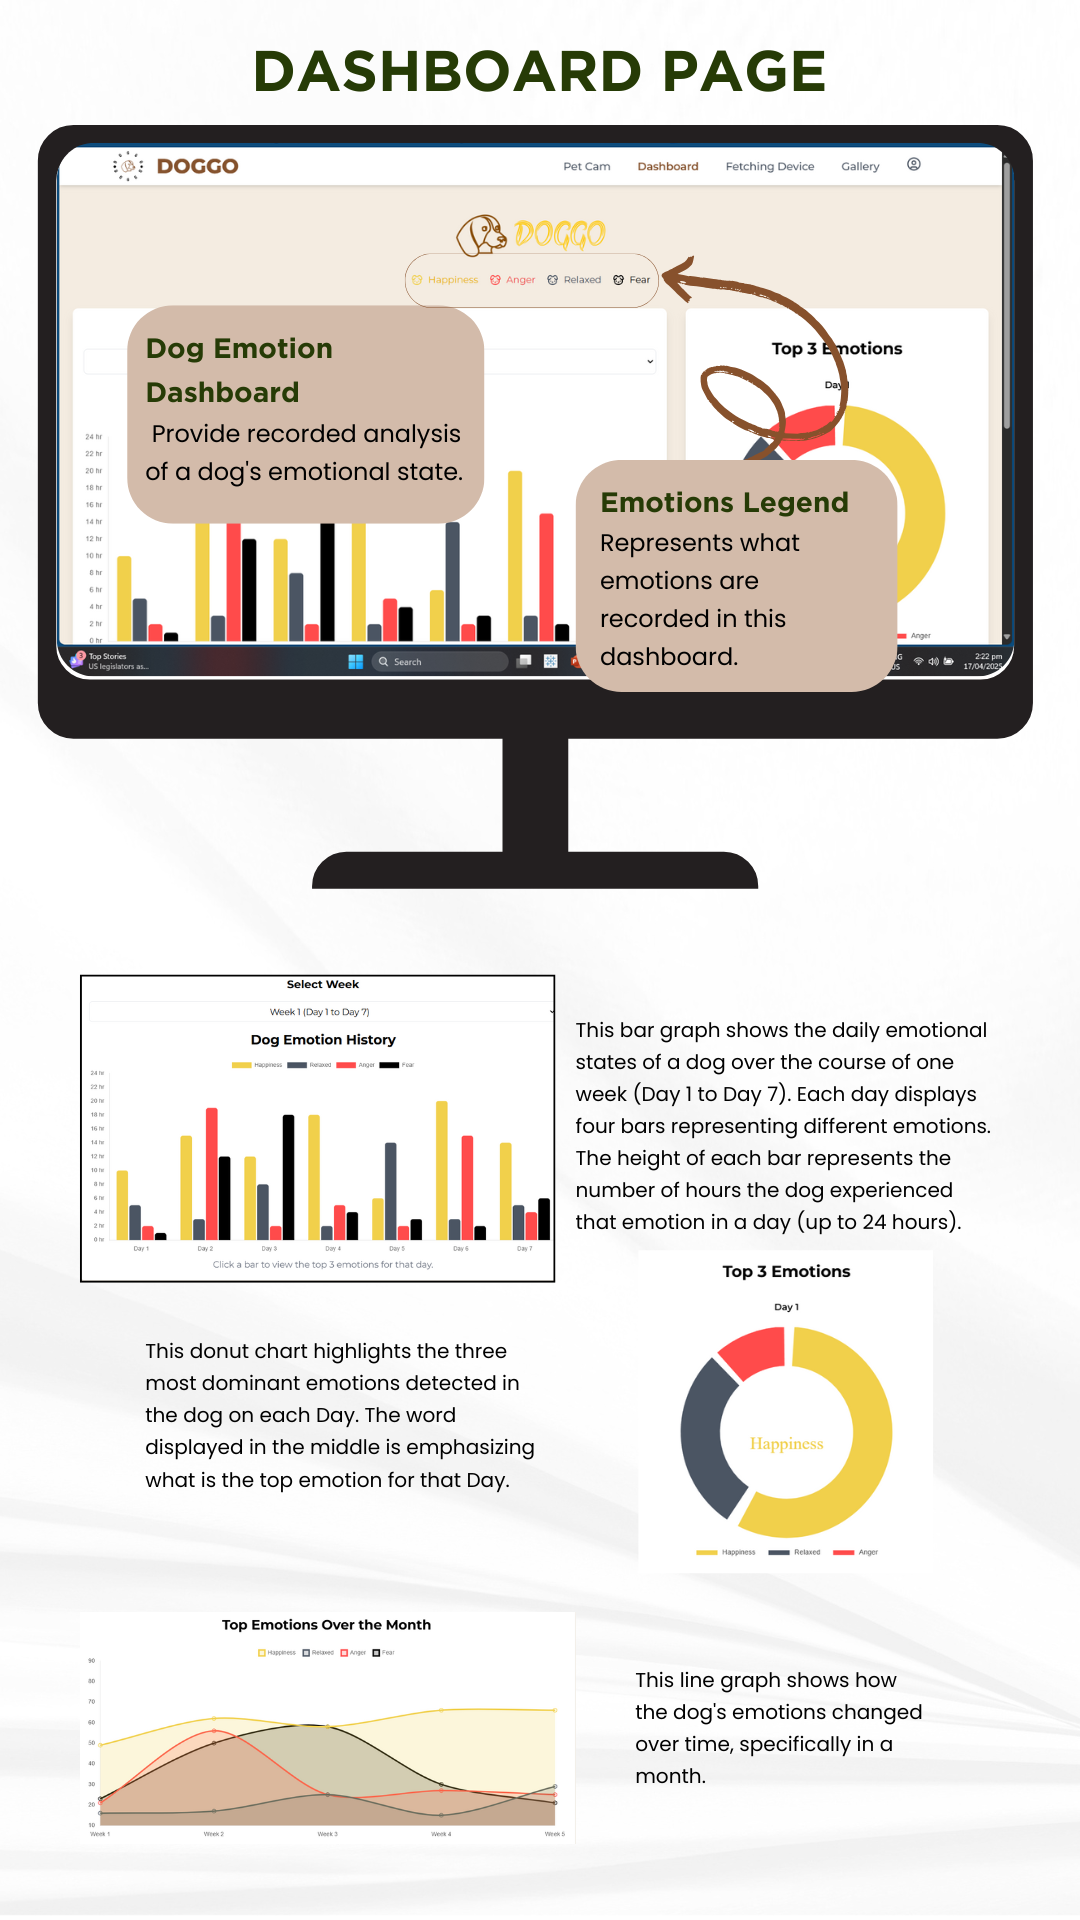 DASHBOARD PAGE
DOGGO
Pet Cam Dashboard Fetching Device Gallery
DOGGO
Happiness Anger Relaxed Fear
Dog Emotion
Dashboard
Provide recorded analysis
of a dog's emotional state.
Top 3 Emotions
Day 1
24 hr
22 hr
20 hr
18 hr
16 hr
14 hr
12 hr
10 hr
8 hr
6 hr
4 hr
2 hr
0 hr
Emotions Legend
Represents what
emotions are
recorded in this
dashboard.
Anger
3
Top Stories
US legislators as...
Search
2:22 pm
17/04/2025
Select Week
Week 1 (Day 1 to Day 7)
Dog Emotion History
Happiness Relaxed Anger Fear
24 hr
22 hr
20 hr
18 hr
16 hr
14 hr
12 hr
10 hr
8 hr
6 hr
4 hr
2 hr
0 hr
Day 1 Day 2 Day 3 Day 4 Day 5 Day 6 Day 7
Click a bar to view the top 3 emotions for that day.
This bar graph shows the daily emotional
states of a dog over the course of one
week (Day 1 to Day 7). Each day displays
four bars representing different emotions.
The height of each bar represents the
number of hours the dog experienced
that emotion in a day (up to 24 hours).
Top 3 Emotions
Day 1
Happiness
Happiness Relaxed Anger
This donut chart highlights the three
most dominant emotions detected in
the dog on each Day. The word
displayed in the middle is emphasizing
what is the top emotion for that Day.
Top Emotions Over the Month
Happiness Relaxed Anger Fear
90
80
70
60
50
40
30
20
10
Week 1 Week 2 Week 3 Week 4 Week 5
This line graph shows how
the dog's emotions changed
over time, specifically in a
month.